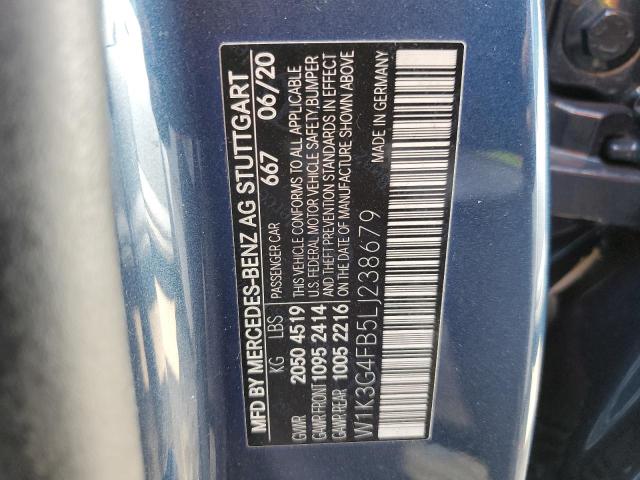 MFD BY MERCEDES-BENZ AG STUTTGART
667 06/20
PASSENGER CAR
KG LBS
GVWR 2050 4519
GAWR FRONT 1095 2414
GAWR REAR 1005 2216
THIS VEHICLE CONFORMS TO ALL APPLICABLE
U.S. FEDERAL MOTOR VEHICLE SAFETY, BUMPER
AND THEFT PREVENTION STANDARDS IN EFFECT
ON THE DATE OF MANUFACTURE SHOWN ABOVE
W1K3G4FB5LJ238679
MADE IN GERMANY